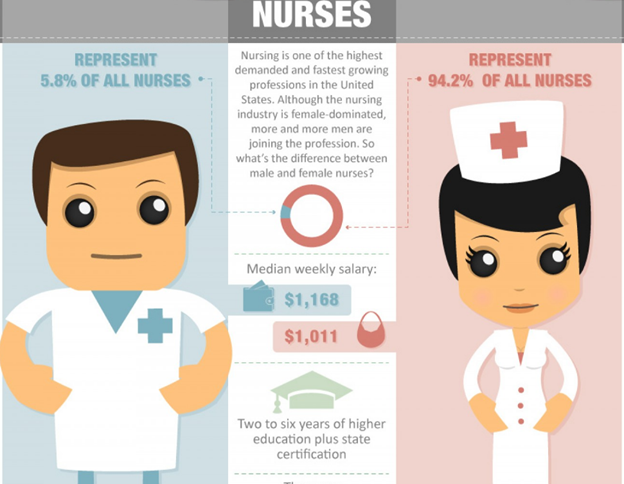 NURSES
REPRESENT
5.8% OF ALL NURSES
Nursing is one of the highest
demanded and fastest growing
professions in the United
States. Although the nursing
industry is female-dominated,
more and more men are
joining the profession. So
what's the difference between
male and female nurses?
REPRESENT
94.2% OF ALL NURSES
Median weekly salary:
$1,168
$1,011
Two to six years of higher
education plus state
certification